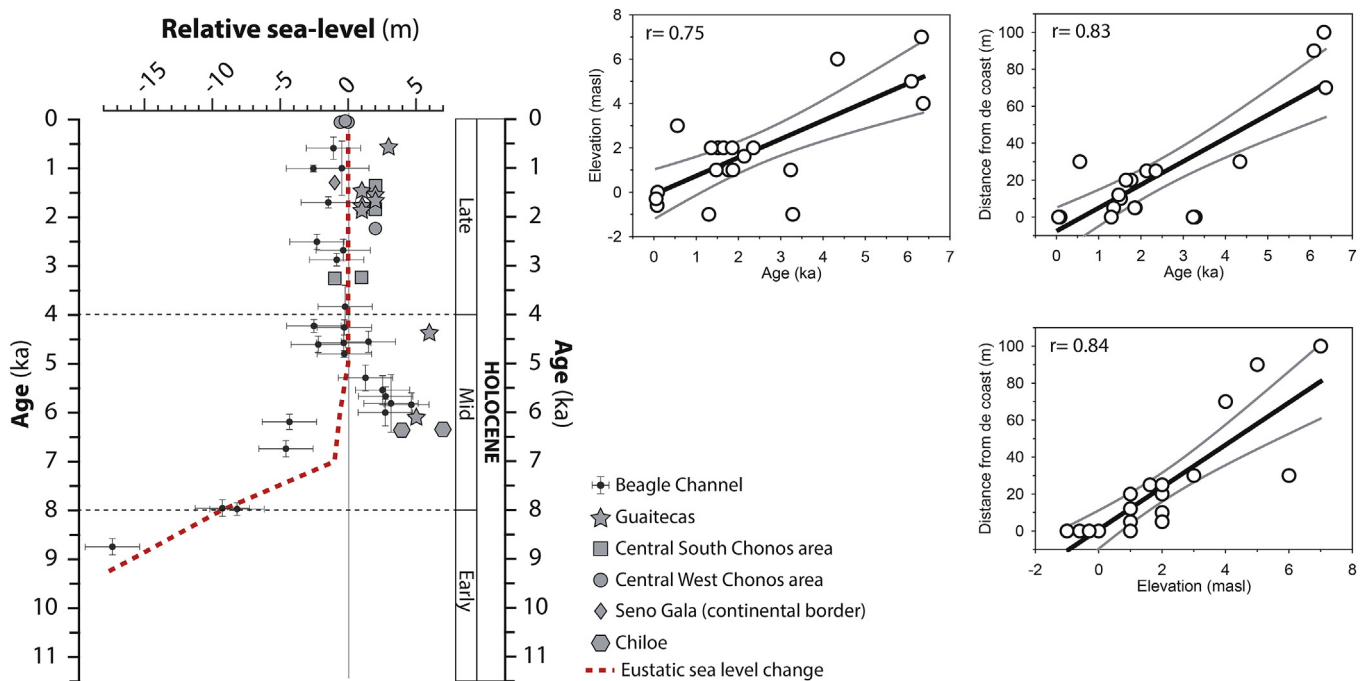 Relative sea-level (m)
-15 -10 -5 0 5
Age (ka)
0
1
2
3
4
5
6
7
8
9
10
11
Late
Mid
Early
HOLOCENE
0
1
2
3
4
5
6
7
8
9
10
11
Age (ka)
Beagle Channel
Guaitecas
Central South Chonos area
Central West Chonos area
Seno Gala (continental border)
Chiloe
Eustatic sea level change
r= 0.75
Elevation (masl)
8
6
4
2
0
-2
0 1 2 3 4 5 6 7
Age (ka)
r= 0.83
Distance from de coast (m)
100
80
60
40
20
0
0 1 2 3 4 5 6 7
Age (ka)
r= 0.84
Distance from de coast (m)
100
80
60
40
20
0
-2 0 2 4 6 8
Elevation (masl)